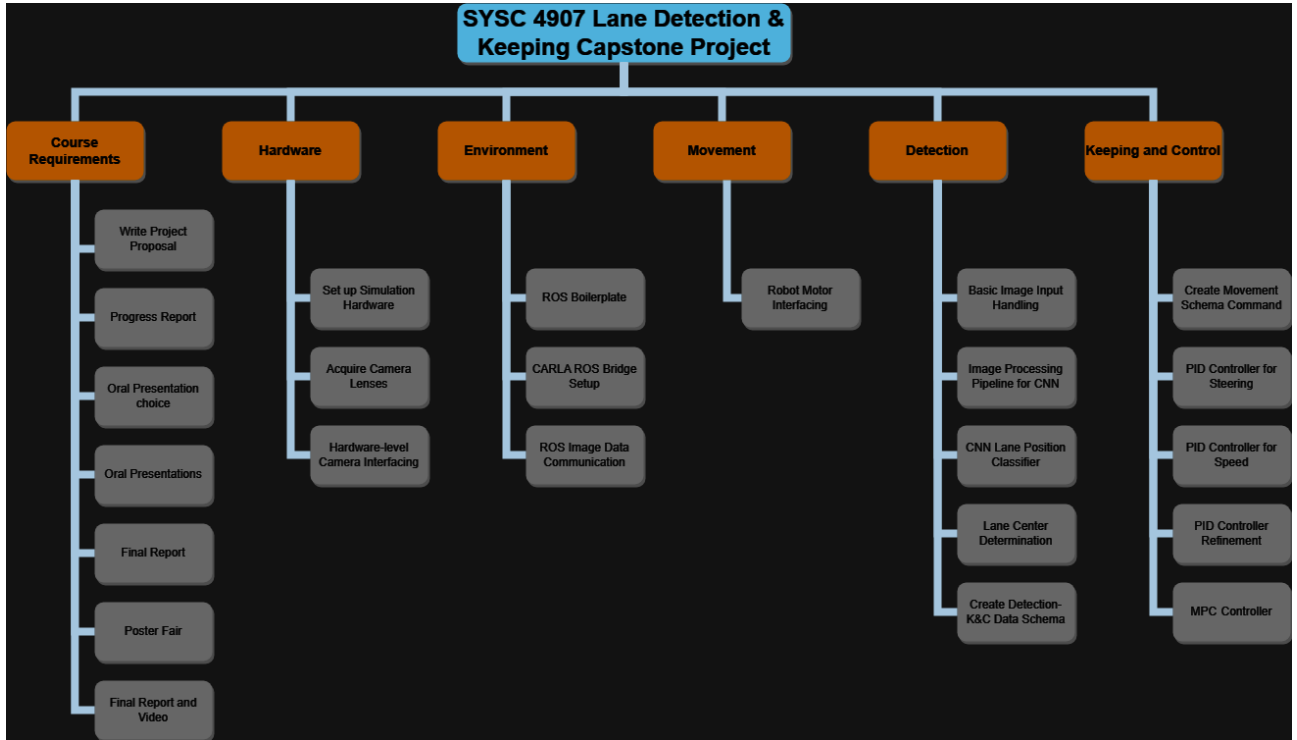 SYSC 4907 Lane Detection &
Keeping Capstone Project
Course
Requirements
Hardware
Environment
Movement
Detection
Keeping and Control
Write Project
Proposal
Progress Report
Oral Presentation
choice
Oral Presentations
Final Report
Poster Fair
Final Report and
Video
Set up Simulation
Hardware
Acquire Camera
Lenses
Hardware-level
Camera Interfacing
ROS Boilerplate
CARLA ROS Bridge
Setup
ROS Image Data
Communication
Robot Motor
Interfacing
Basic Image Input
Handling
Image Processing
Pipeline for CNN
CNN Lane Position
Classifier
Lane Center
Determination
Create Detection-
K&C Data Schema
Create Movement
Schema Command
PID Controller for
Steering
PID Controller for
Speed
PID Controller
Refinement
MPC Controller